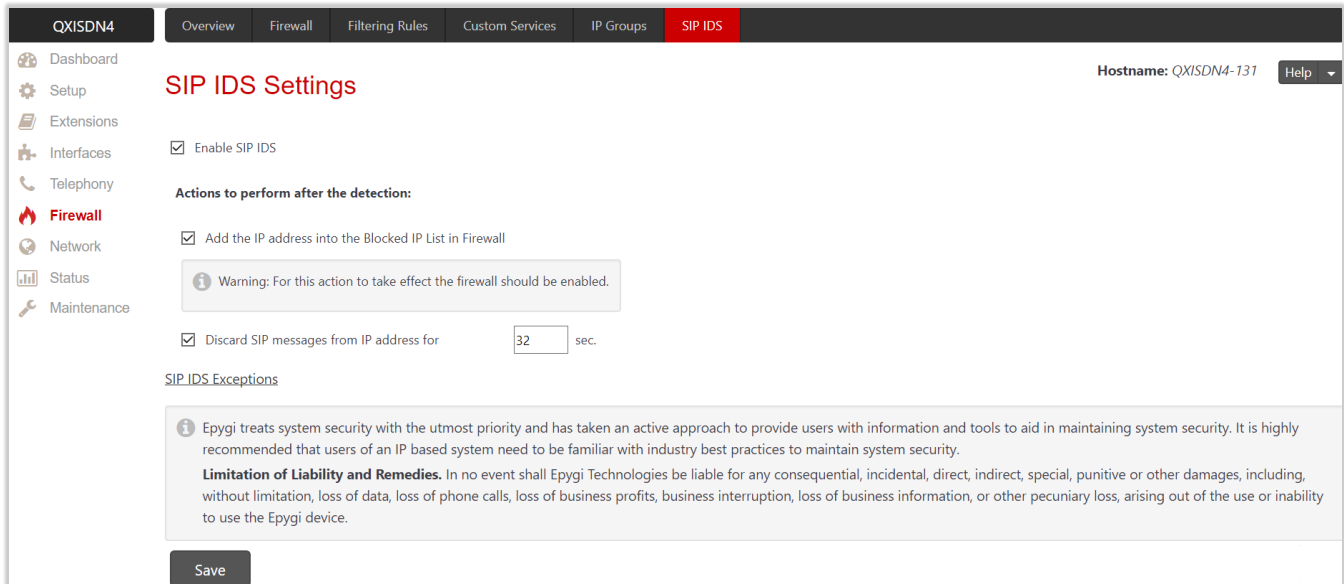 QXISDN4
Overview
Firewall
Filtering Rules
Custom Services
IP Groups
SIP IDS
Dashboard
Setup
Extensions
Interfaces
Telephony
Firewall
Network
Status
Maintenance
Hostname: QXISDN4-131
Help
SIP IDS Settings
Enable SIP IDS
Actions to perform after the detection:
Add the IP address into the Blocked IP List in Firewall
Warning: For this action to take effect the firewall should be enabled.
Discard SIP messages from IP address for 32 sec.
SIP IDS Exceptions
Epygi treats system security with the utmost priority and has taken an active approach to provide users with information and tools to aid in maintaining system security. It is highly
recommended that users of an IP based system need to be familiar with industry best practices to maintain system security.
Limitation of Liability and Remedies. In no event shall Epygi Technologies be liable for any consequential, incidental, direct, indirect, special, punitive or other damages, including,
without limitation, loss of data, loss of phone calls, loss of business profits, business interruption, loss of business information, or other pecuniary loss, arising out of the use or inability
to use the Epygi device.
Save